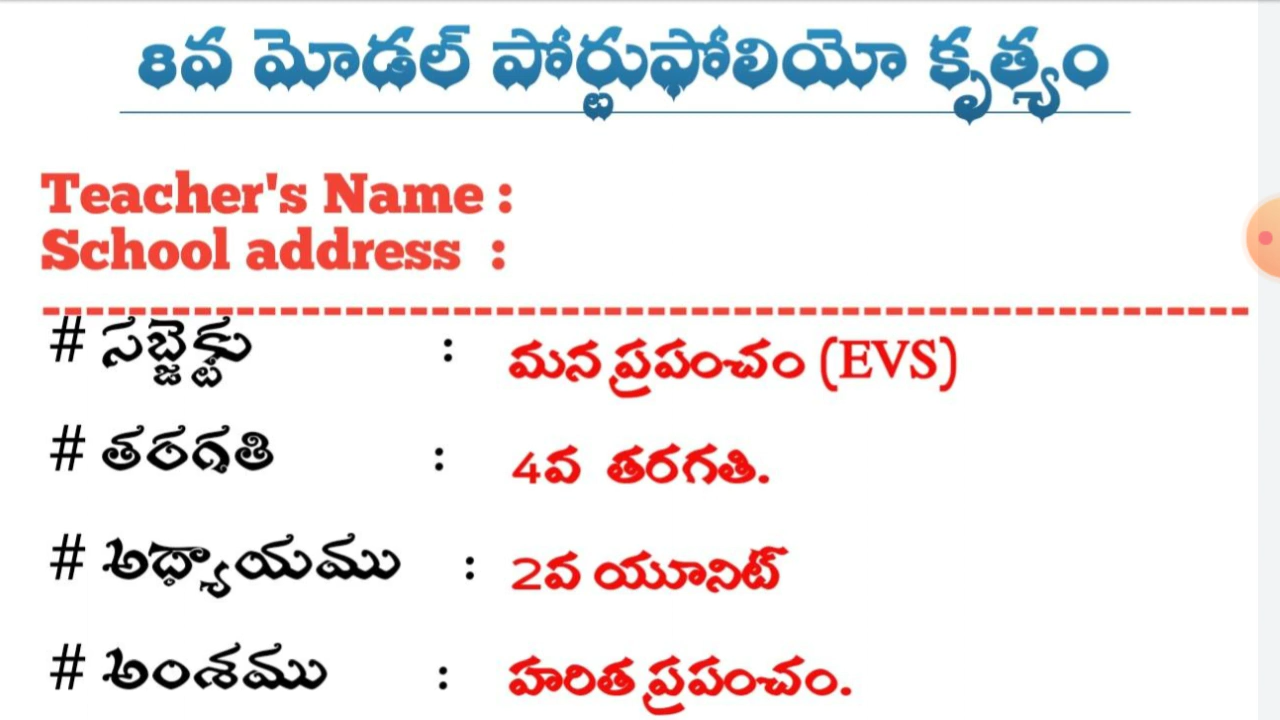 8వ మోడల్ పోర్టుఫోలియో కృత్యం
Teacher's Name :
School address :
# సబ్జెక్టు : మన ప్రపంచం (EVS)
# తరగతి : 4వ తరగతి.
# అధ్యాయము : 2వ యూనిట్
# అంశము : హరిత ప్రపంచం.